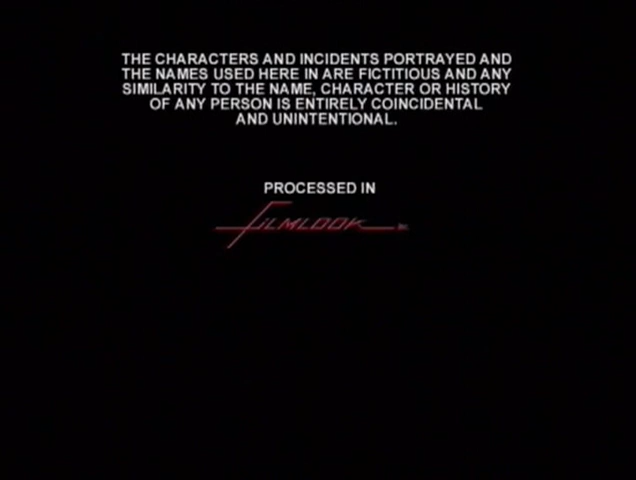 THE CHARACTERS AND INCIDENTS PORTRAYED AND
THE NAMES USED HERE IN ARE FICTITIOUS AND ANY
SIMILARITY TO THE NAME, CHARACTER OR HISTORY
OF ANY PERSON IS ENTIRELY COINCIDENTAL
AND UNINTENTIONAL.
PROCESSED IN
FILMLOOK